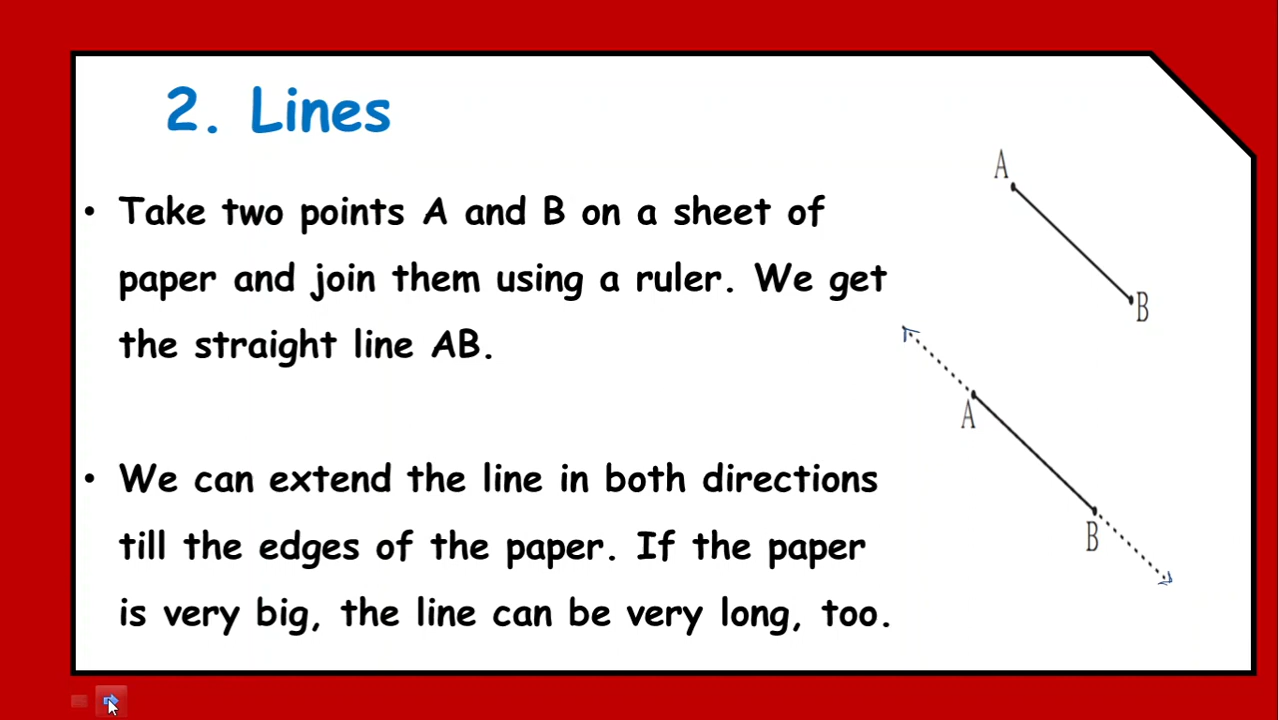 2. Lines
• Take two points A and B on a sheet of
paper and join them using a ruler. We get
the straight line AB.
• We can extend the line in both directions
till the edges of the paper. If the paper
is very big, the line can be very long, too.
A
B
A
B